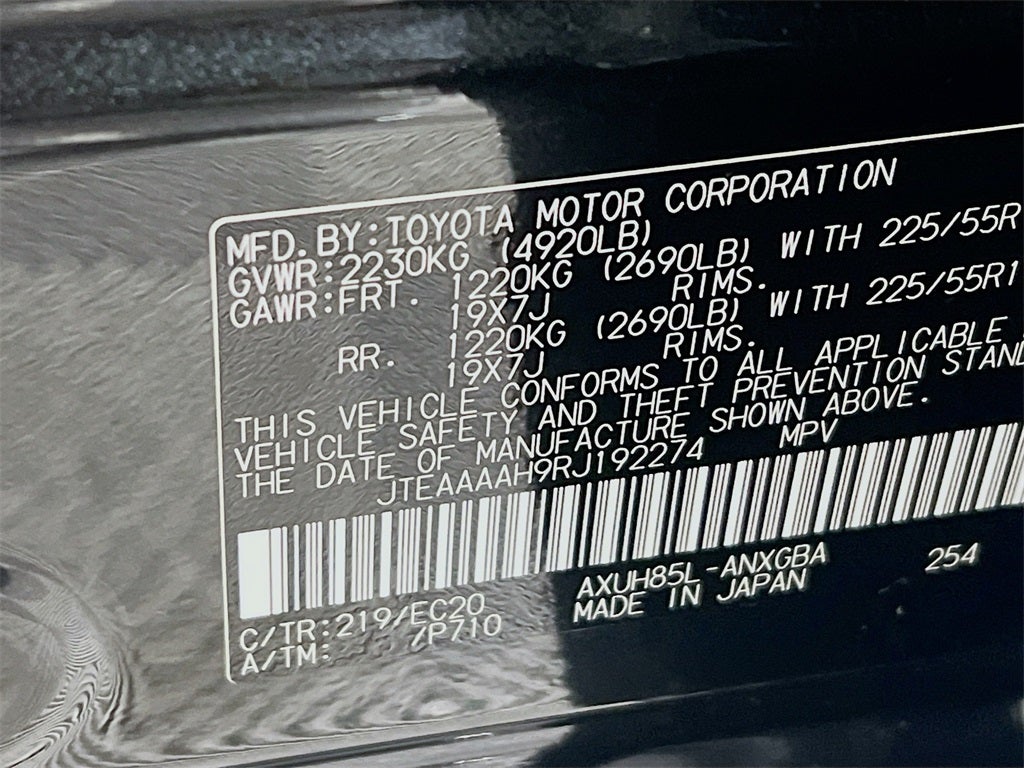 MFD. BY: TOYOTA MOTOR CORPORATION
GVWR: 2230KG (4920LB)
GAWR: FRT. 1220KG (2690LB) WITH 225/55R
19X7J RIMS.
RR. 1220KG (2690LB) WITH 225/55R1
19X7J RIMS.
THIS VEHICLE CONFORMS TO ALL APPLICABLE
VEHICLE SAFETY AND THEFT PREVENTION STAND
THE DATE OF MANUFACTURE SHOWN ABOVE.
JTEAAAAH9RJ192274 MPV
AXUH85L-ANXGBA 254
MADE IN JAPAN
C/TR: 219/EC20
A/TM: /P710